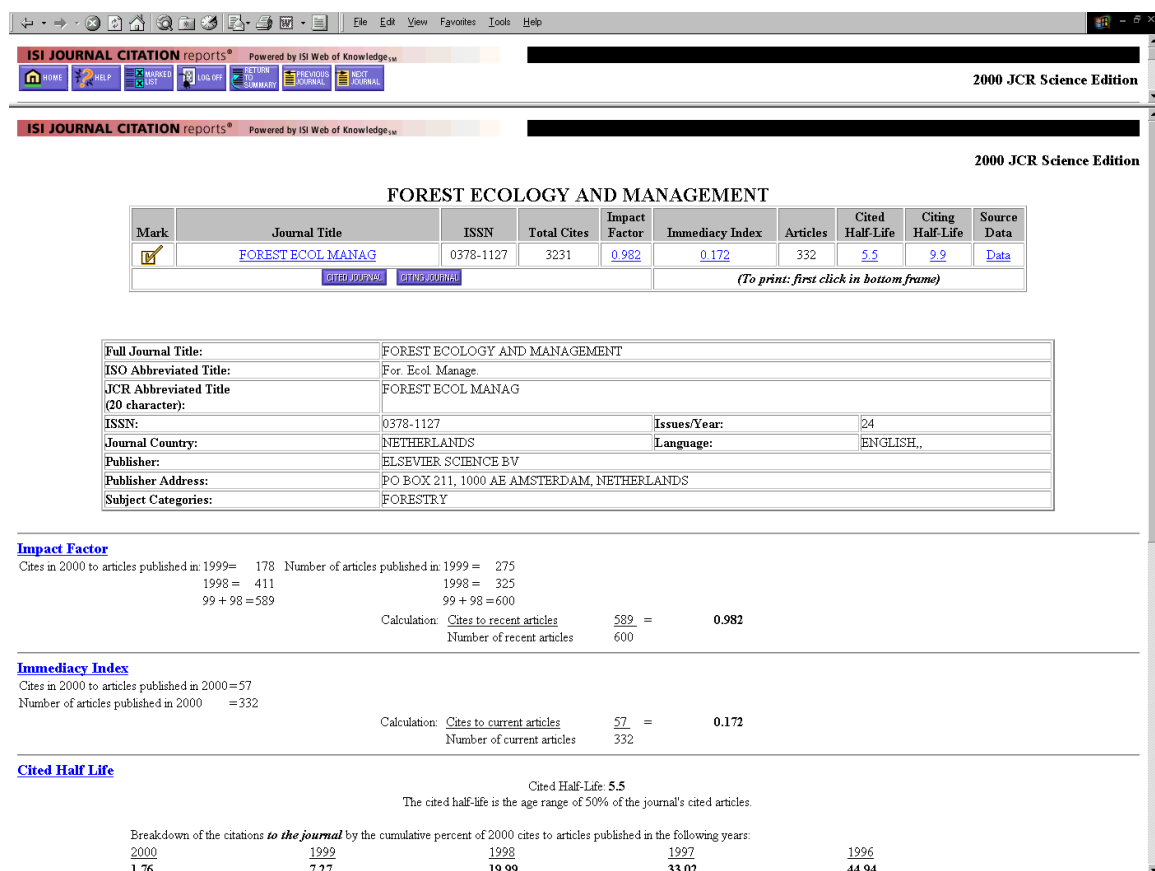 File Edit View Favorites Tools Help
ISI JOURNAL CITATION reports® Powered by ISI Web of Knowledge SM
HOME HELP MARKED LIST LOG OFF RETURN TO SUMMARY PREVIOUS JOURNAL NEXT JOURNAL
2000 JCR Science Edition
ISI JOURNAL CITATION reports® Powered by ISI Web of Knowledge SM
2000 JCR Science Edition
FOREST ECOLOGY AND MANAGEMENT
Mark Journal Title ISSN Total Cites Impact Factor Immediacy Index Articles Cited Half-Life Citing Half-Life Source Data
FOREST ECOL MANAG 0378-1127 3231 0.982 0.172 332 5.5 9.9 Data
CITED JOURNAL CITING JOURNAL (To print: first click in bottom frame)
Full Journal Title: FOREST ECOLOGY AND MANAGEMENT
ISO Abbreviated Title: For. Ecol. Manage.
JCR Abbreviated Title (20 character): FOREST ECOL MANAG
ISSN: 0378-1127 Issues/Year: 24
Journal Country: NETHERLANDS Language: ENGLISH,,
Publisher: ELSEVIER SCIENCE BV
Publisher Address: PO BOX 211, 1000 AE AMSTERDAM, NETHERLANDS
Subject Categories: FORESTRY
Impact Factor
Cites in 2000 to articles published in: 1999= 178 Number of articles published in: 1999 = 275
1998 = 411 1998 = 325
99 + 98 =589 99 + 98 =600
Calculation: Cites to recent articles 589 = 0.982
Number of recent articles 600
Immediacy Index
Cites in 2000 to articles published in 2000=57
Number of articles published in 2000 =332
Calculation: Cites to current articles 57 = 0.172
Number of current articles 332
Cited Half Life
Cited Half-Life: 5.5
The cited half-life is the age range of 50% of the journal's cited articles.
Breakdown of the citations to the journal by the cumulative percent of 2000 cites to articles published in the following years:
2000 1999 1998 1997 1996
1.76 7.27 19.99 33.02 44.94